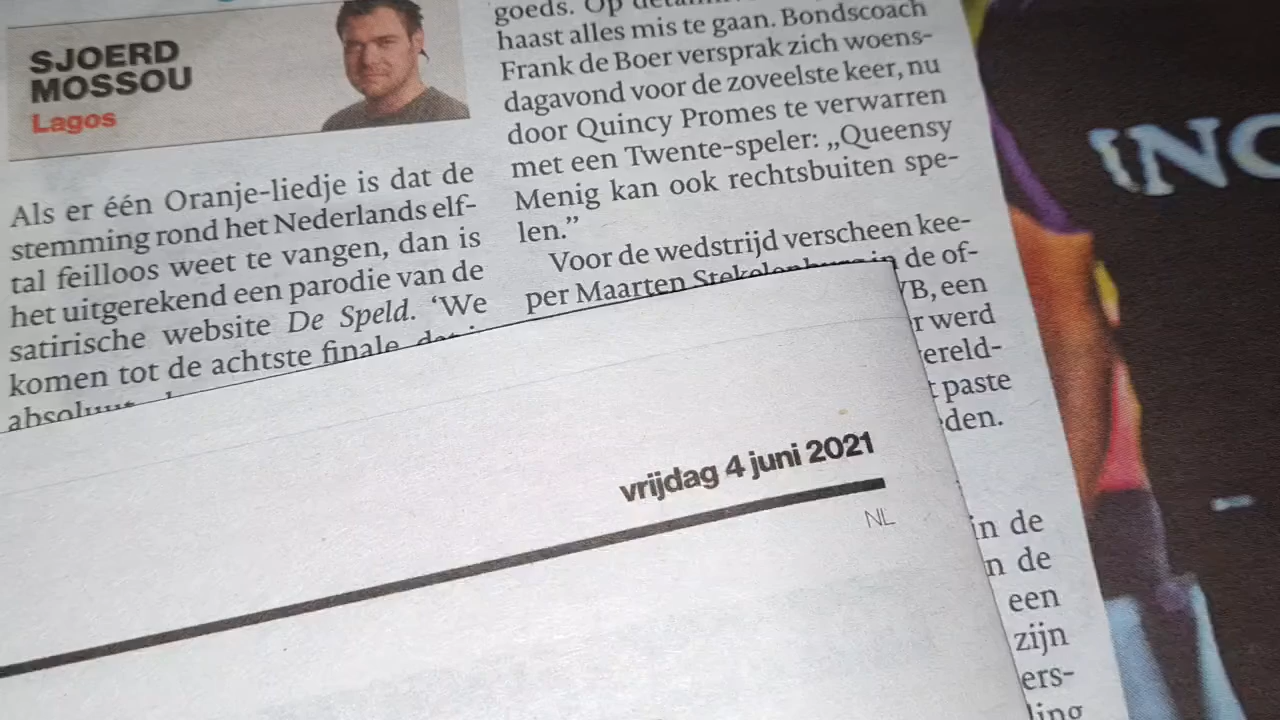 SJOERD
MOSSOU
Lagos
Als er één Oranje-liedje is dat de
stemming rond het Nederlands elf-
tal feilloos weet te vangen, dan is
het uitgerekend een parodie van de
satirische website De Speld. ‘We
komen tot de achtste finale,
goeds. Op
haast alles mis te gaan. Bondscoach
Frank de Boer versprak zich woens-
dagavond voor de zoveelste keer, nu
door Quincy Promes te verwarren
met een Twente-speler: „Queensy
Menig kan ook rechtsbuiten spe-
len.”
Voor de wedstrijd verscheen kee-
per Maarten Stekelenburg in de of-
VB, een
r werd
ereld-
t paste
den.
in de
n de
een
zijn
ers-
ling
vrijdag 4 juni 2021
NL
ING